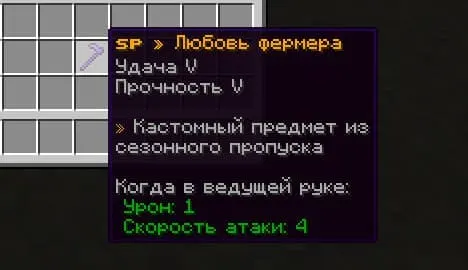 SP » Любовь фермера
Удача V
Прочность V
» Кастомный предмет из
сезонного пропуска
Когда в ведущей руке:
Урон: 1
Скорость атаки: 4